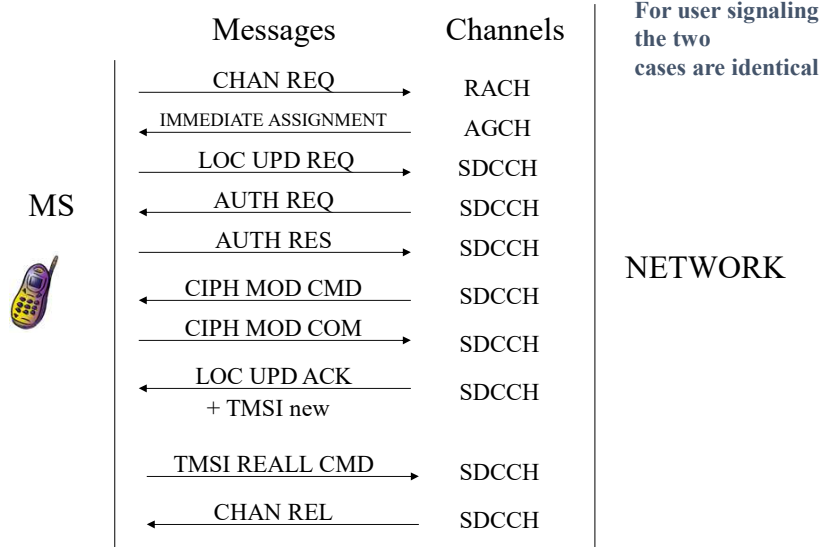 Messages Channels
For user signaling
the two
cases are identical
CHAN REQ RACH
IMMEDIATE ASSIGNMENT AGCH
LOC UPD REQ SDCCH
AUTH REQ SDCCH
MS
AUTH RES SDCCH
NETWORK
CIPH MOD CMD SDCCH
CIPH MOD COM SDCCH
LOC UPD ACK SDCCH
+ TMSI new
TMSI REALL CMD SDCCH
CHAN REL SDCCH